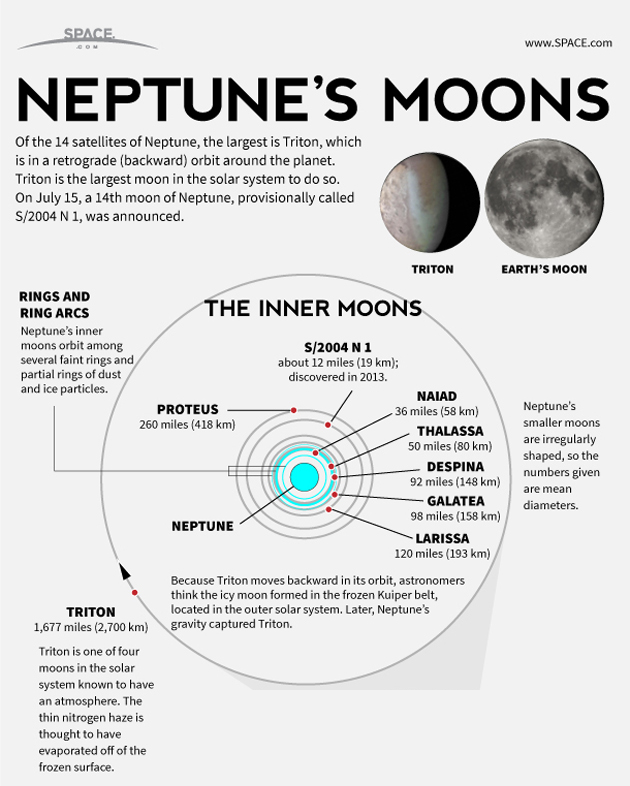 SPACE.
.COM
www.SPACE.com
NEPTUNE'S MOONS
Of the 14 satellites of Neptune, the largest is Triton, which
is in a retrograde (backward) orbit around the planet.
Triton is the largest moon in the solar system to do so.
On July 15, a 14th moon of Neptune, provisionally called
S/2004 N 1, was announced.
TRITON
EARTH'S MOON
RINGS AND
RING ARCS
Neptune's inner
moons orbit among
several faint rings and
partial rings of dust
and ice particles.
THE INNER MOONS
S/2004 N 1
about 12 miles (19 km);
discovered in 2013.
PROTEUS
260 miles (418 km)
NAIAD
36 miles (58 km)
THALASSA
50 miles (80 km)
DESPINA
92 miles (148 km)
GALATEA
98 miles (158 km)
LARISSA
120 miles (193 km)
NEPTUNE
Neptune's
smaller moons
are irregularly
shaped, so the
numbers given
are mean
diameters.
Because Triton moves backward in its orbit, astronomers
think the icy moon formed in the frozen Kuiper belt,
located in the outer solar system. Later, Neptune's
gravity captured Triton.
TRITON
1,677 miles (2,700 km)
Triton is one of four
moons in the solar
system known to have
an atmosphere. The
thin nitrogen haze is
thought to have
evaporated off of the
frozen surface.